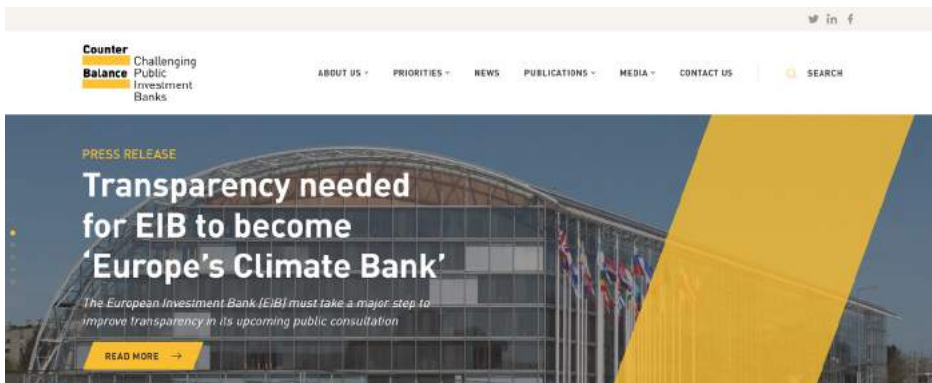 Counter
Challenging
Balance Public
Investment
Banks
ABOUT US
PRIORITIES
NEWS
PUBLICATIONS
MEDIA
CONTACT US
SEARCH
PRESS RELEASE
Transparency needed
for EIB to become
‘Europe’s Climate Bank’
The European Investment Bank (EIB) must take a major step to
improve transparency in its upcoming public consultation
READ MORE →